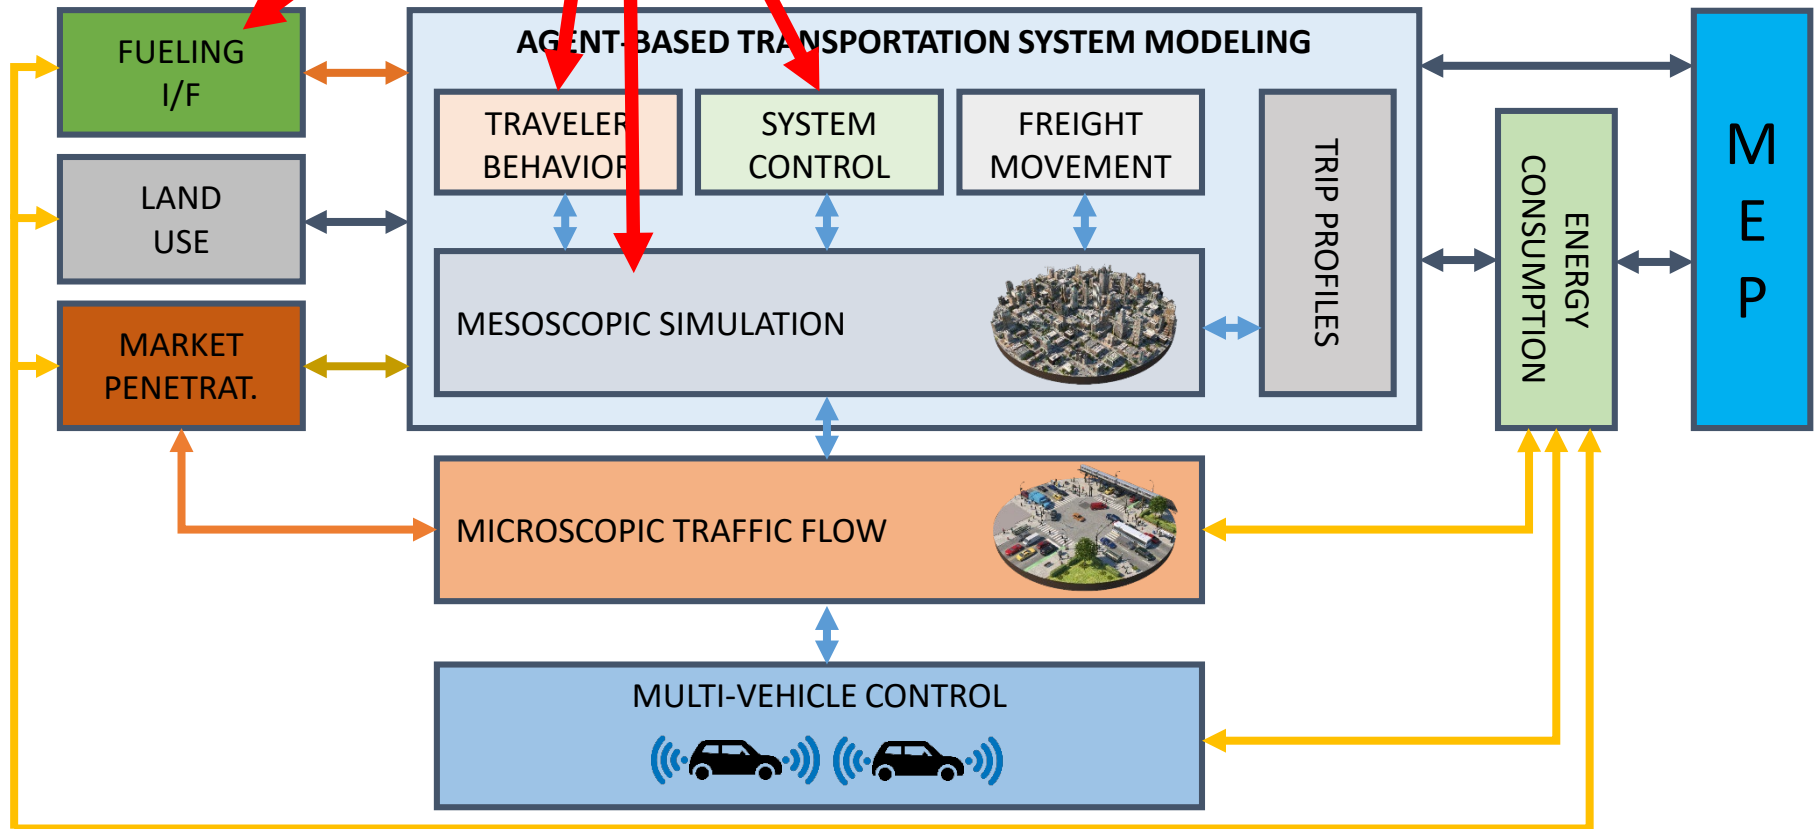 FUELING
I/F
LAND
USE
MARKET
PENETRAT.
AGENT-BASED TRANSPORTATION SYSTEM MODELING
TRAVELER
BEHAVIOR
SYSTEM
CONTROL
FREIGHT
MOVEMENT
TRIP PROFILES
MESOSCOPIC SIMULATION
MICROSCOPIC TRAFFIC FLOW
MULTI-VEHICLE CONTROL
ENERGY
CONSUMPTION
M
E
P